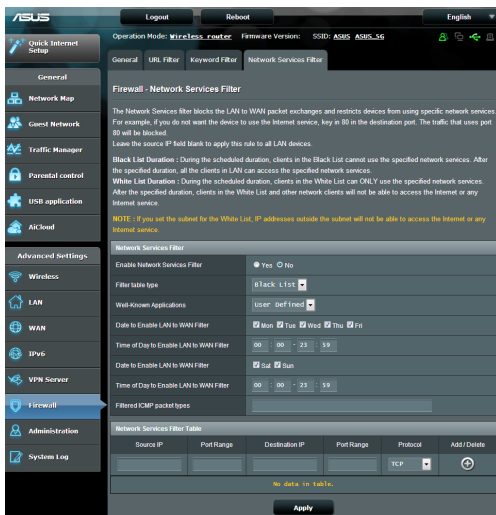 ASUS
Logout
Reboot
English
Operation Mode: Wireless router Firmware Version: SSID: ASUS ASUS_5G
Quick Internet
Setup
General
Network Map
Guest Network
Traffic Manager
Parental control
USB application
AiCloud
Advanced Settings
Wireless
LAN
WAN
IPv6
VPN Server
Firewall
Administration
System Log
General
URL Filter
Keyword Filter
Network Services Filter
Firewall - Network Services Filter
The Network Services filter blocks the LAN to WAN packet exchanges and restricts devices from using specific network services.
For example, if you do not want the device to use the Internet service, key in 80 in the destination port. The traffic that uses port
80 will be blocked.
Leave the source IP field blank to apply this rule to all LAN devices.
Black List Duration : During the scheduled duration, clients in the Black List cannot use the specified network services. After
the specified duration, all the clients in LAN can access the specified network services.
White List Duration : During the scheduled duration, clients in the White List can ONLY use the specified network services.
After the specified duration, clients in the White List and other network clients will not be able to access the Internet or any
Internet service.
NOTE : If you set the subnet for the White List, IP addresses outside the subnet will not be able to access the Internet or any
Internet service.
Network Services Filter
Enable Network Services Filter
Yes No
Filter table type
Black List
Well-Known Applications
User Defined
Date to Enable LAN to WAN Filter
Mon Tue Wed Thu Fri
Time of Day to Enable LAN to WAN Filter
00 : 00 - 23 : 59
Date to Enable LAN to WAN Filter
Sat Sun
Time of Day to Enable LAN to WAN Filter
00 : 00 - 23 : 59
Filtered ICMP packet types
Network Services Filter Table
Source IP
Port Range
Destination IP
Port Range
Protocol
Add / Delete
TCP
No data in table.
Apply